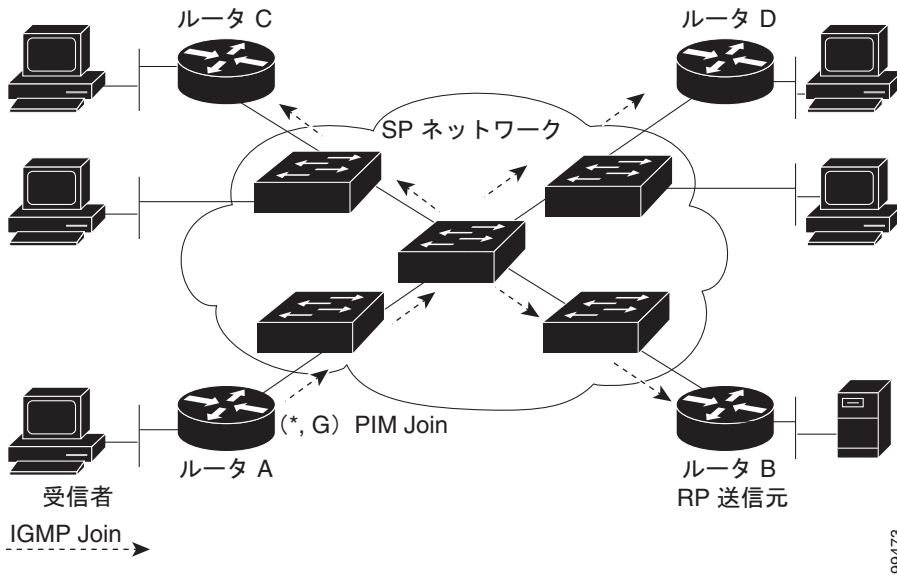 ルータ C
ルータ D
SP ネットワーク
(*, G) PIM Join
ルータ A
ルータ B
RP 送信元
受信者
IGMP Join
99473